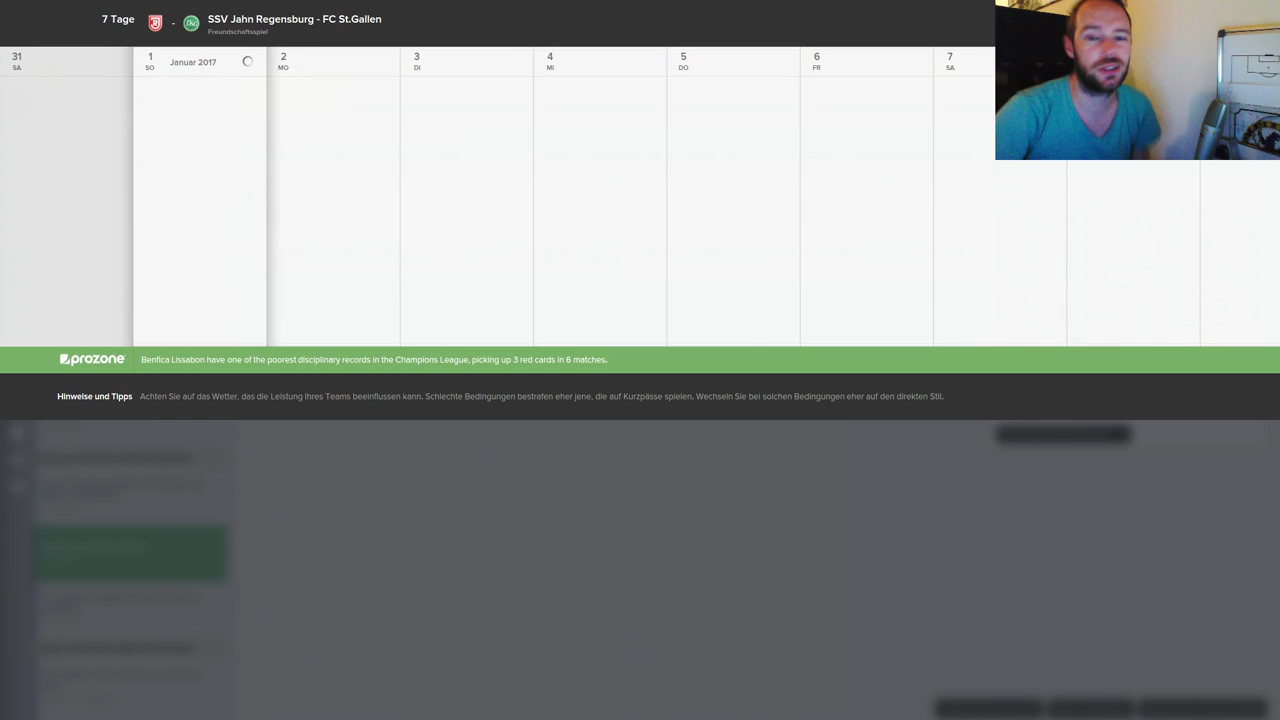 7 Tage - SSV Jahn Regensburg - FC St.Gallen
Freundschaftsspiel
31 1 2 3 4 5 6 7
SA SO Januar 2017 MO DI MI DO FR SA
prozone Benfica Lissabon have one of the poorest disciplinary records in the Champions League, picking up 3 red cards in 6 matches.
Hinweise und Tipps Achten Sie auf das Wetter, das die Leistung Ihres Teams beeinflussen kann. Schlechte Bedingungen bestrafen eher jene, die auf Kurzpässe spielen. Wechseln Sie bei solchen Bedingungen eher auf den direkten Stil.